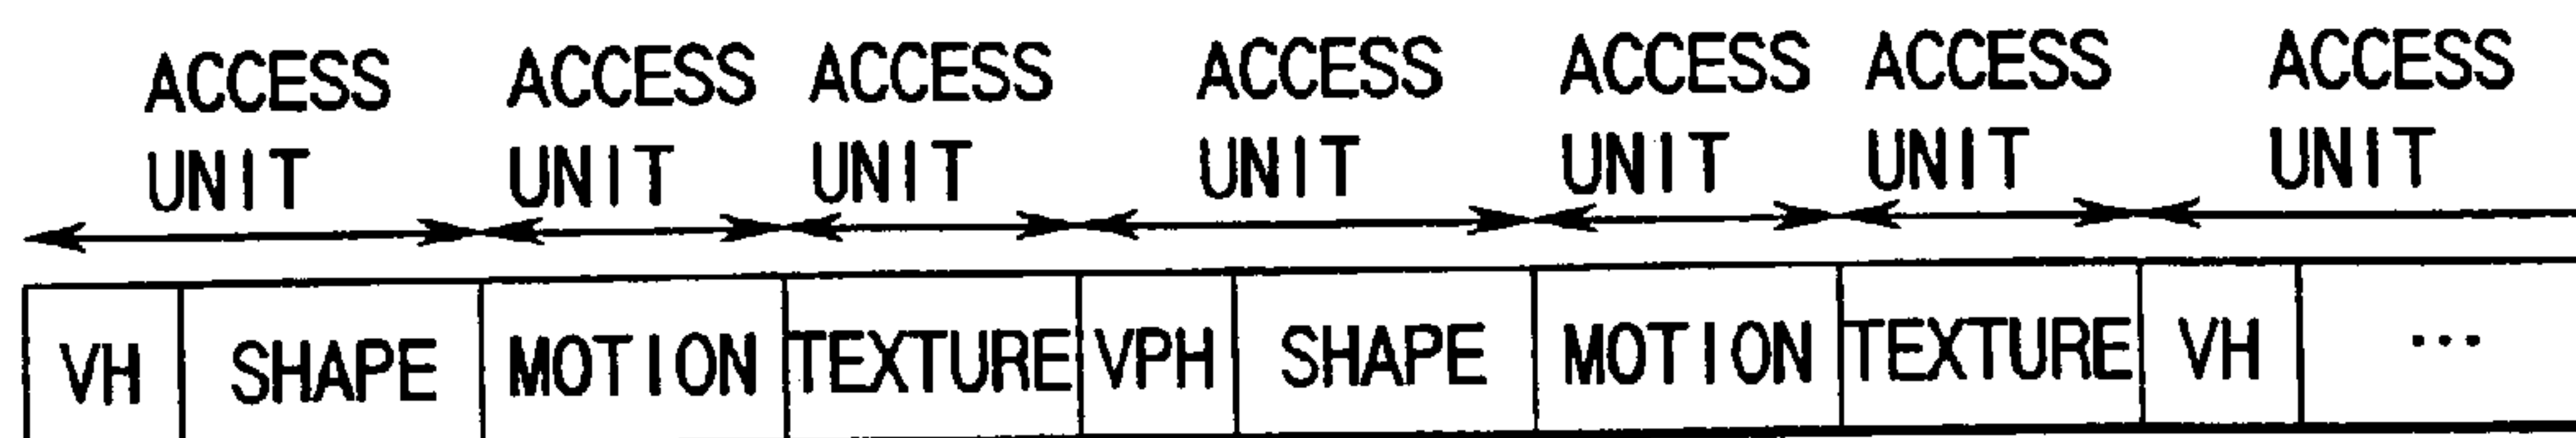 ACCESS ACCESS ACCESS ACCESS ACCESS ACCESS ACCESS
UNIT UNIT UNIT UNIT UNIT UNIT UNIT
VH SHAPE MOTION TEXTURE VPH SHAPE MOTION TEXTURE VH ...